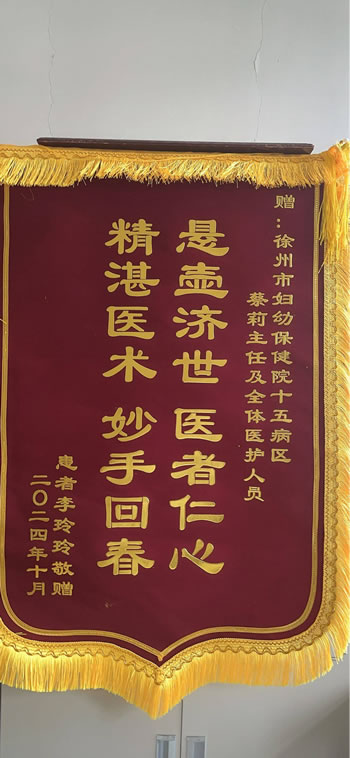 赠：徐州市妇幼保健院十五病区
蔡莉主任及全体医护人员
悬壶济世 医者仁心
精湛医术 妙手回春
患者李玲玲敬赠
二〇二四年十月